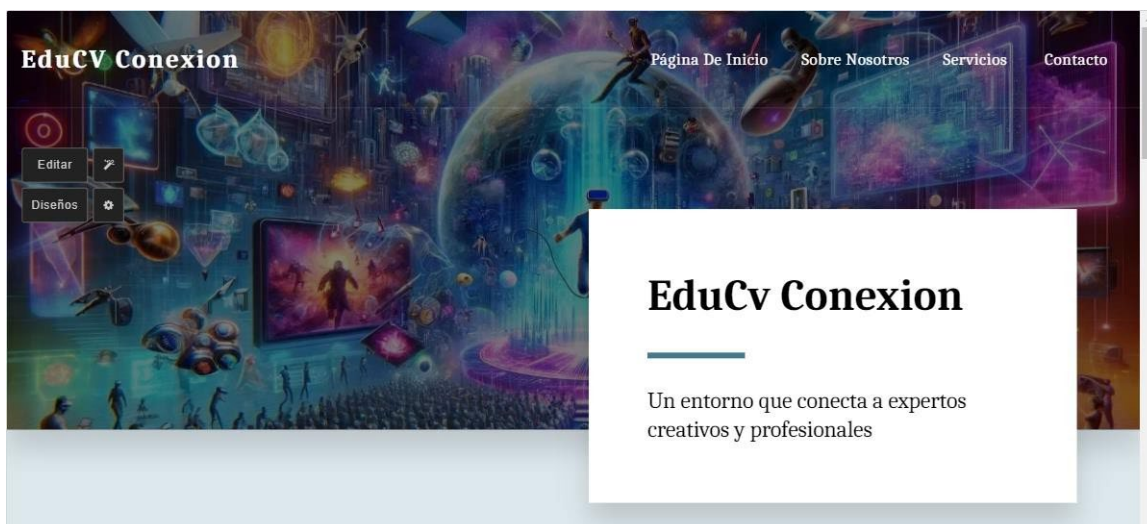 EduCV Conexion
Página De Inicio Sobre Nosotros Servicios Contacto
Editar
Diseños
EduCv Conexion
Un entorno que conecta a expertos
creativos y profesionales